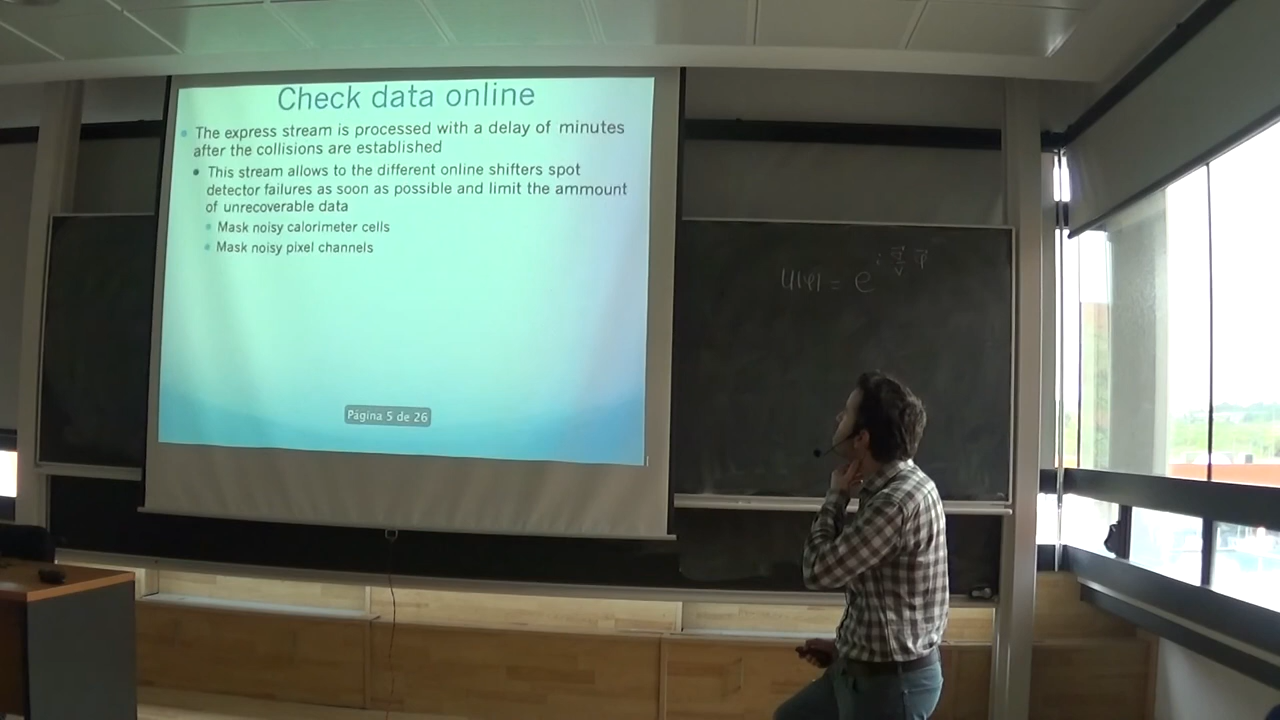 Check data online
The express stream is processed with a delay of minutes
after the collisions are established
This stream allows to the different online shifters spot
detector failures as soon as possible and limit the ammount
of unrecoverable data
Mask noisy calorimeter cells
Mask noisy pixel channels
Página 5 de 26